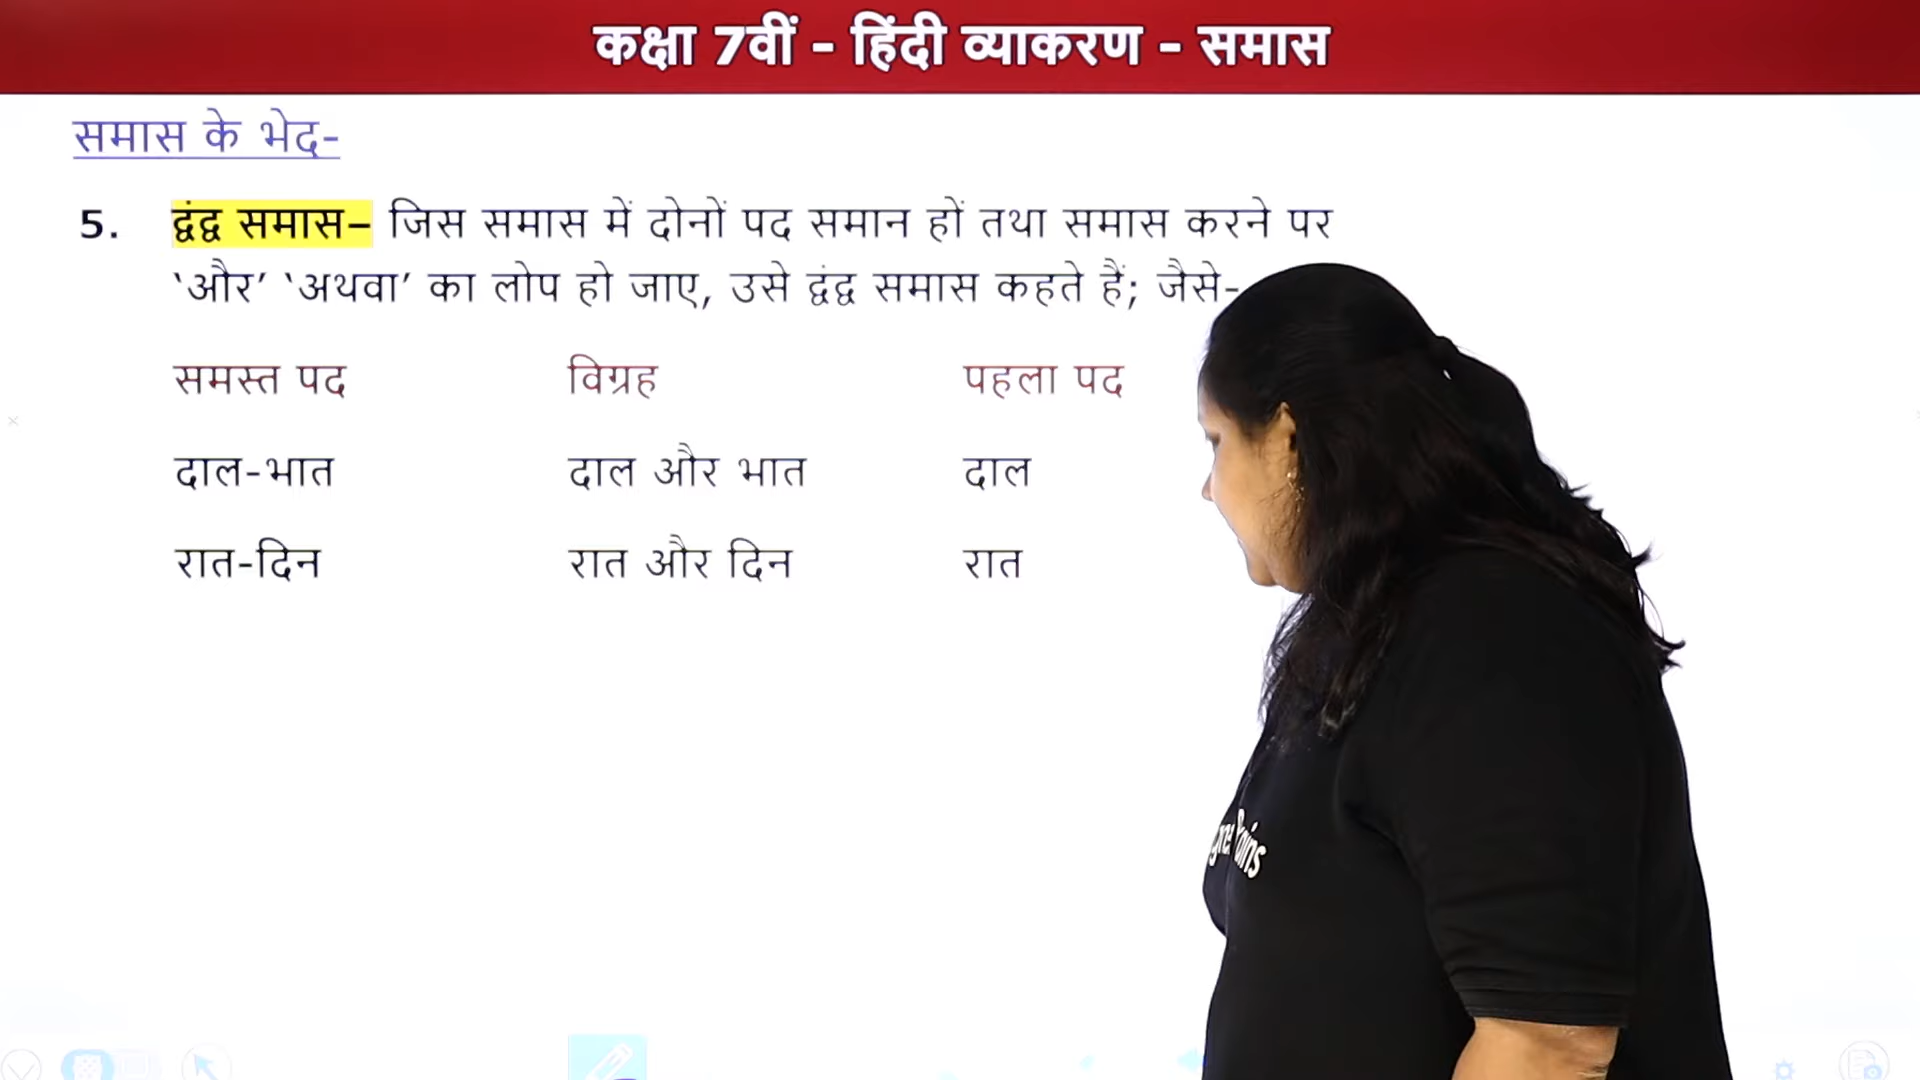 कक्षा 7वीं - हिंदी व्याकरण - समास
समास के भेद-
5. द्वंद्व समास– जिस समास में दोनों पद समान हों तथा समास करने पर
‘और’ ‘अथवा’ का लोप हो जाए, उसे द्वंद्व समास कहते हैं; जैसे-
समस्त पद विग्रह पहला पद
दाल-भात दाल और भात दाल
रात-दिन रात और दिन रात